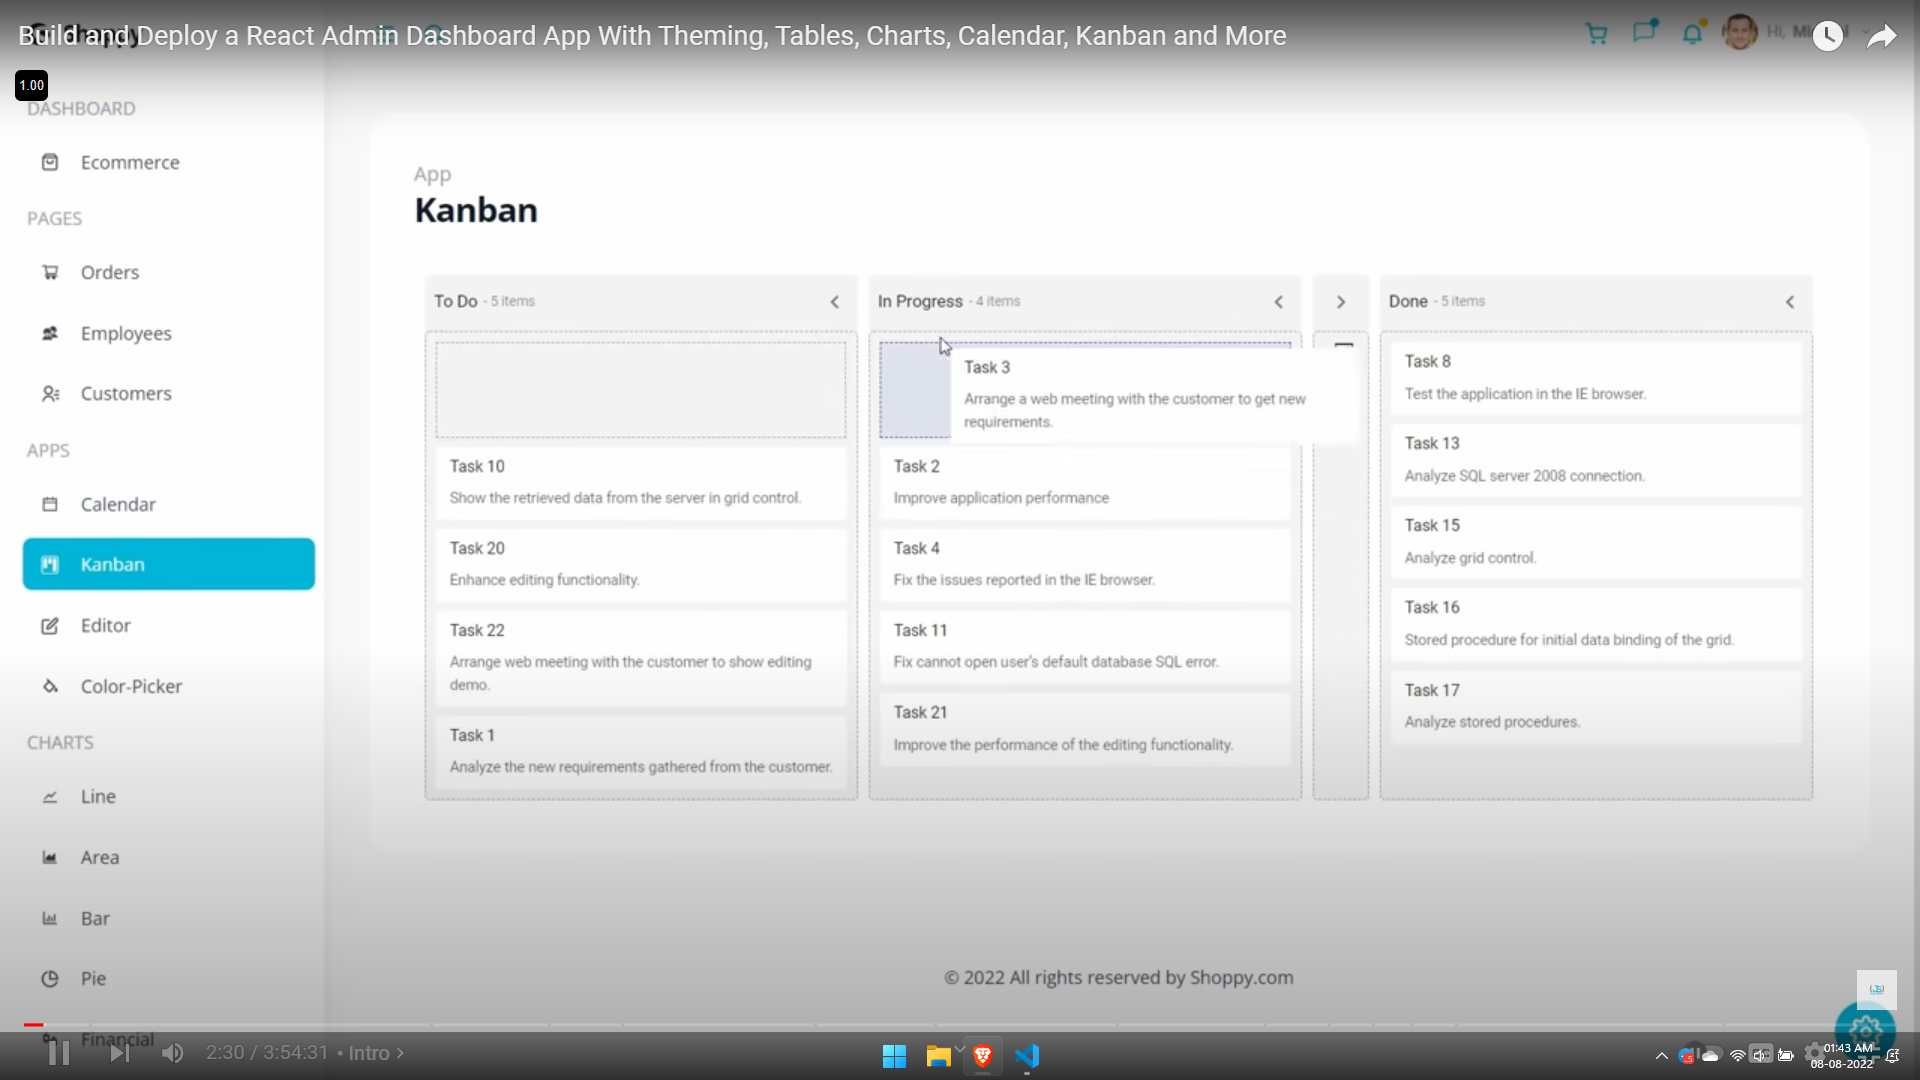 Build and Deploy a React Admin Dashboard App With Theming, Tables, Charts, Calendar, Kanban and More
Hi,
1.00
DASHBOARD
Ecommerce
PAGES
Orders
Employees
Customers
APPS
Calendar
Kanban
Editor
Color-Picker
CHARTS
Line
Area
Bar
Pie
Financial
App
Kanban
To Do - 5 items
Task 10
Show the retrieved data from the server in grid control.
Task 20
Enhance editing functionality.
Task 22
Arrange web meeting with the customer to show editing
demo.
Task 1
Analyze the new requirements gathered from the customer.
In Progress - 4 items
Task 3
Arrange a web meeting with the customer to get new
requirements.
Task 2
Improve application performance
Task 4
Fix the issues reported in the IE browser.
Task 11
Fix cannot open user's default database SQL error.
Task 21
Improve the performance of the editing functionality.
Done - 5 items
Task 8
Test the application in the IE browser.
Task 13
Analyze SQL server 2008 connection.
Task 15
Analyze grid control.
Task 16
Stored procedure for initial data binding of the grid.
Task 17
Analyze stored procedures.
© 2022 All rights reserved by Shoppy.com
2:30 / 3:54:31 • Intro
01:43 AM
08-08-2022